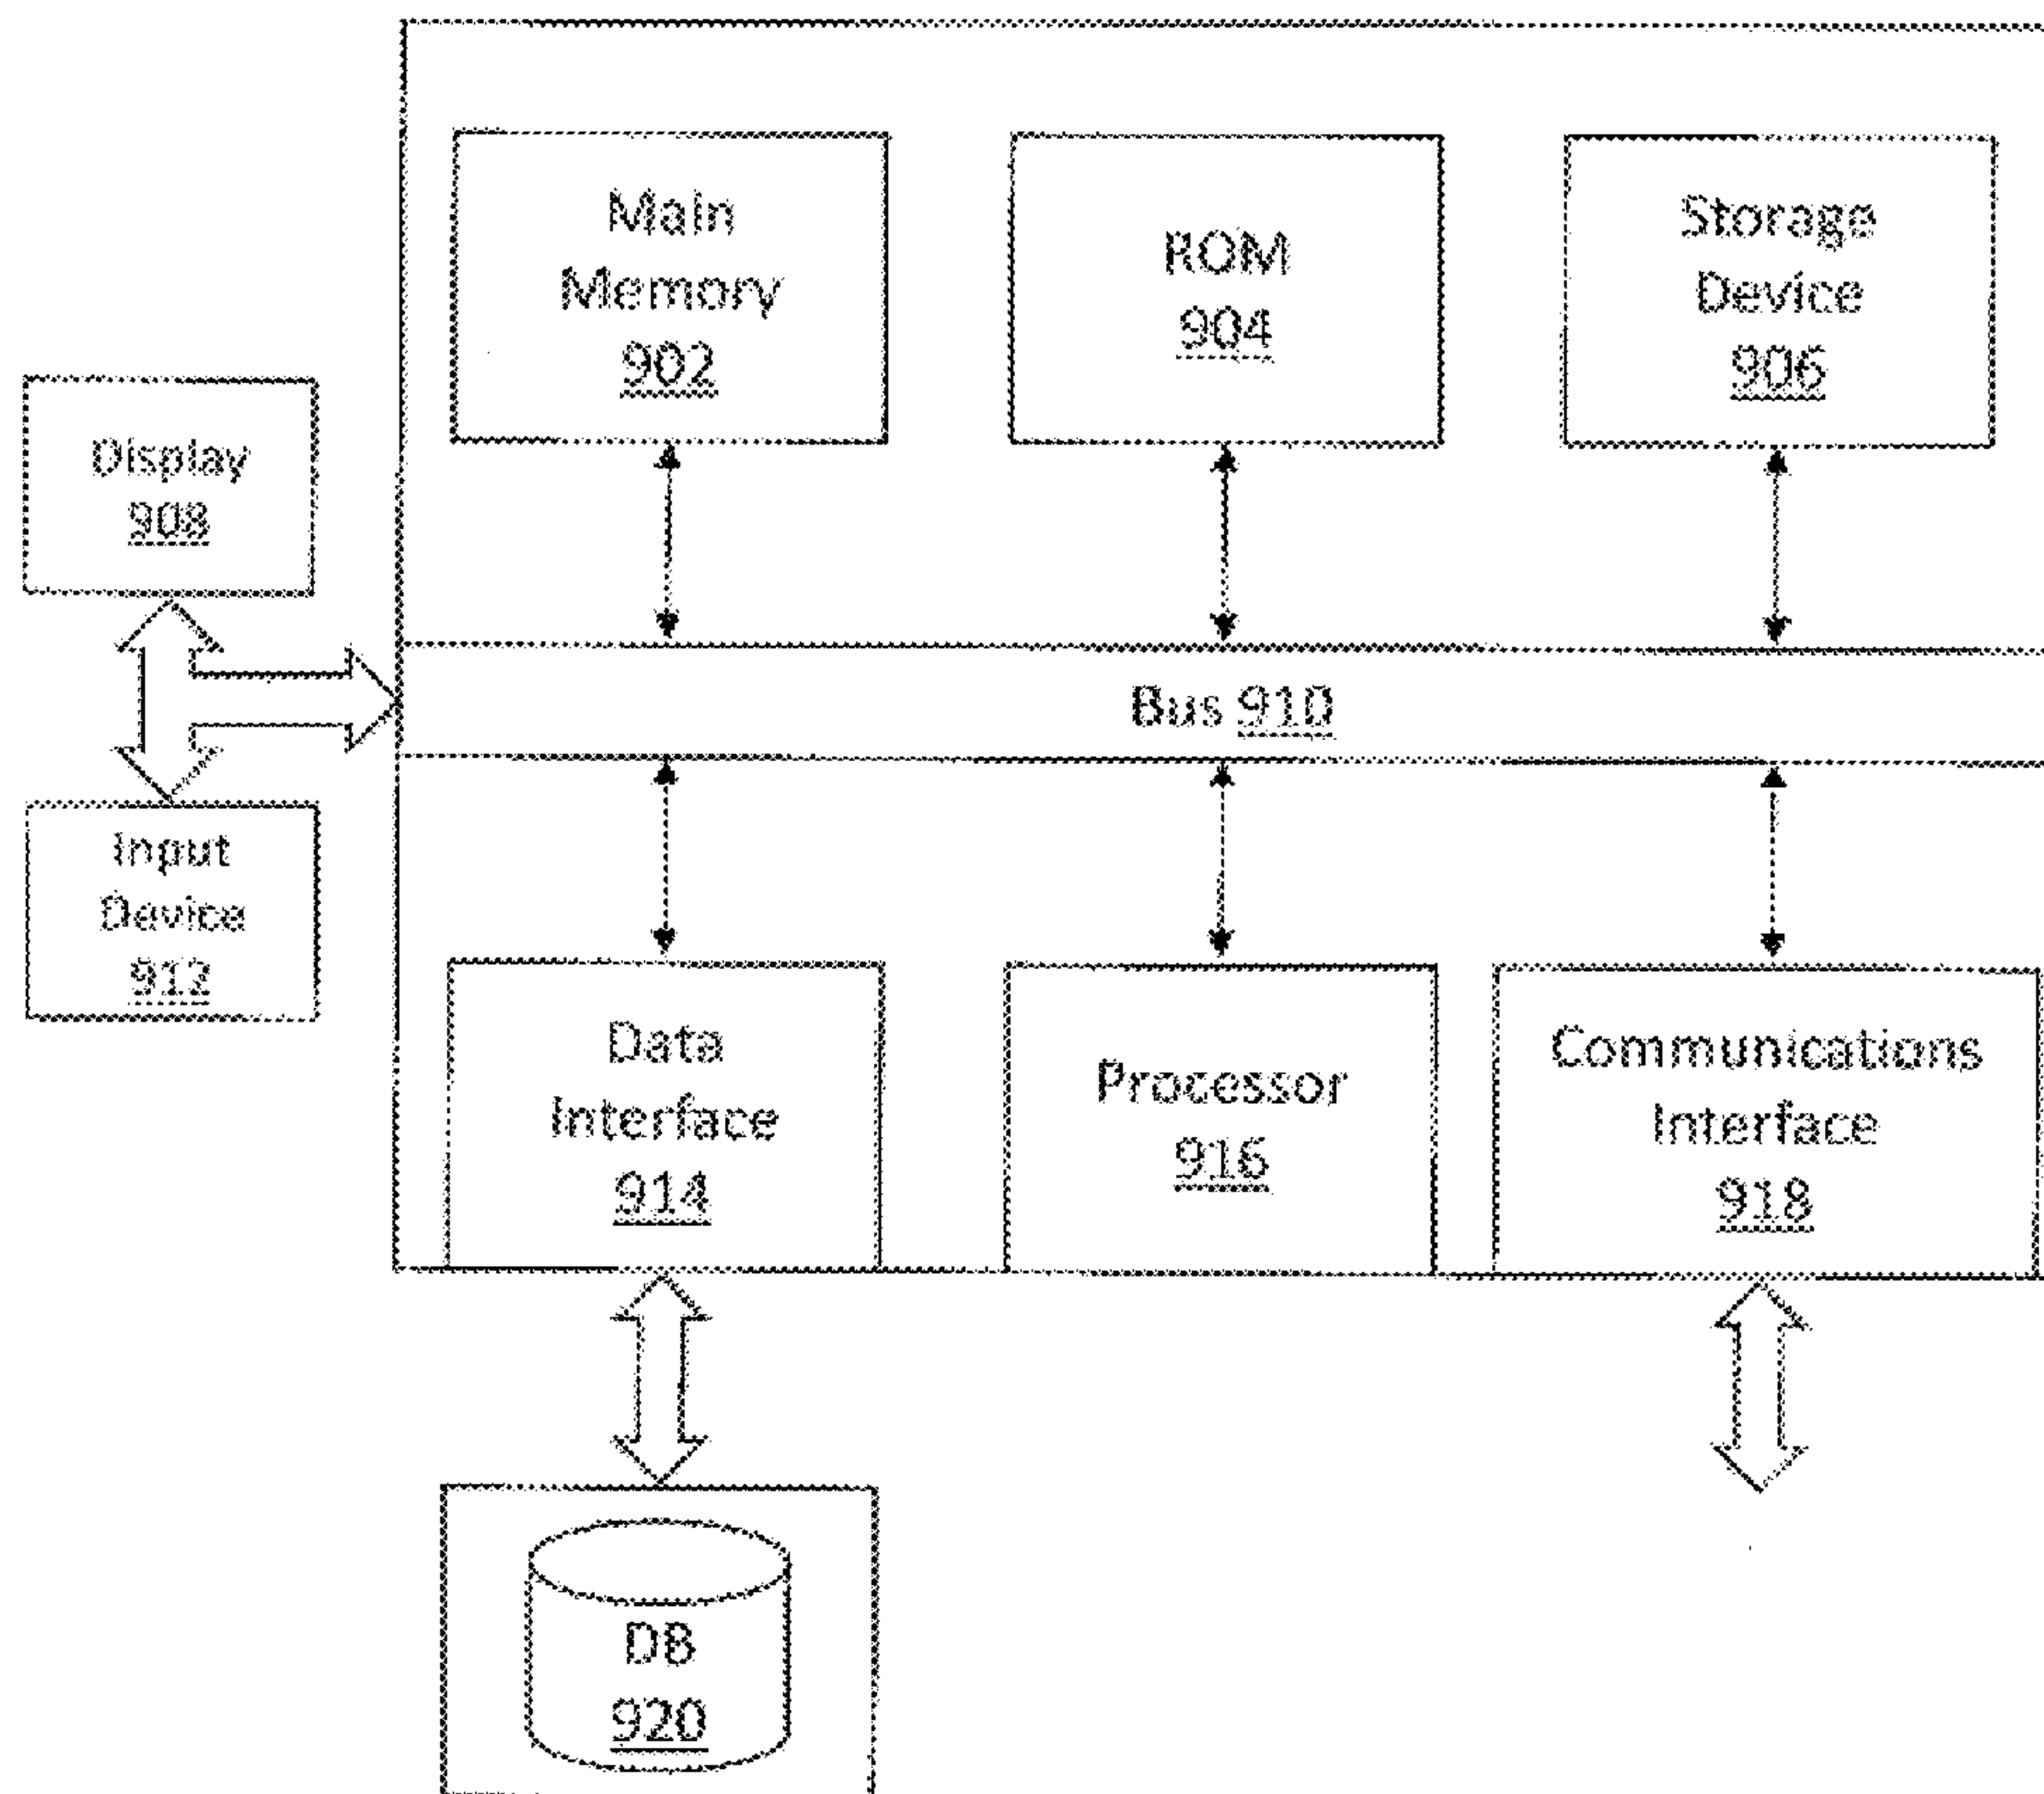 Main
Memory
902
ROM
904
Storage
Device
906
Display
908
Bus 910
Input
Device
912
Data
Interface
914
Processor
916
Communications
Interface
918
DB
920